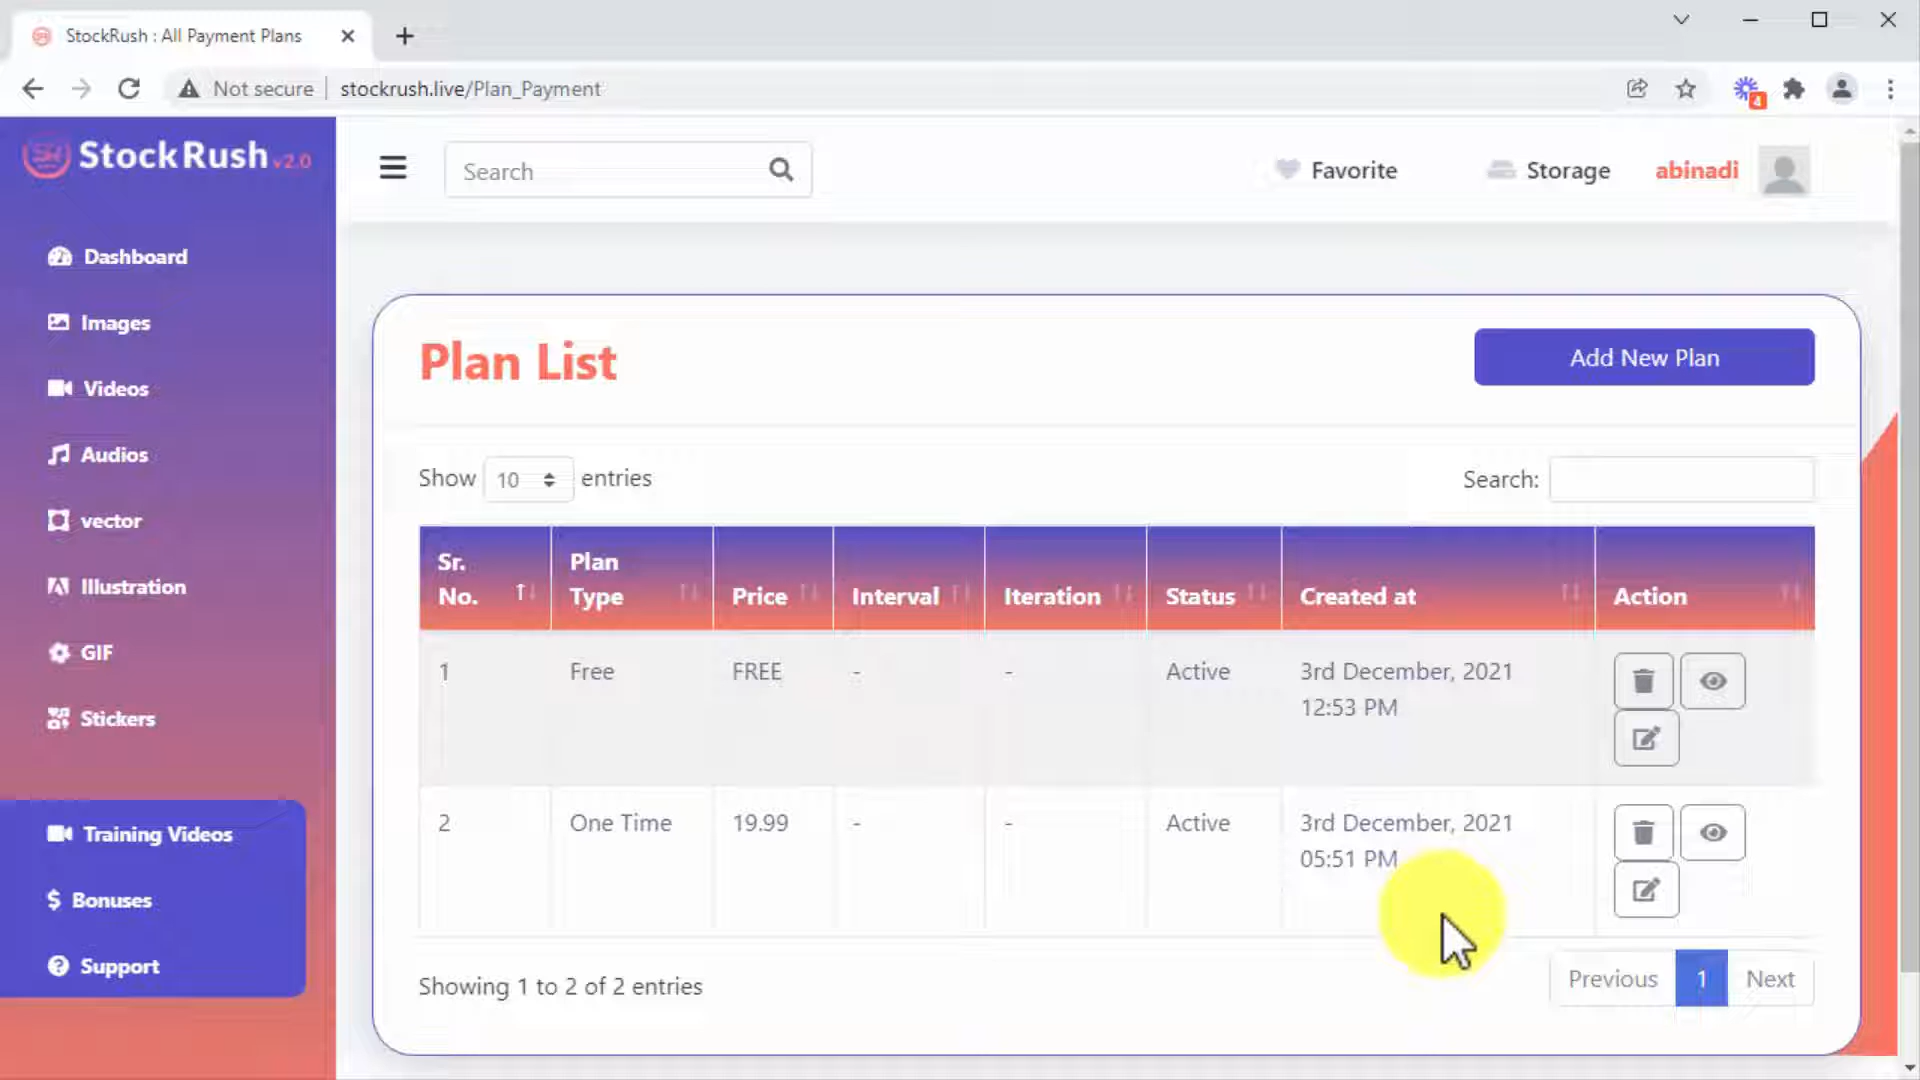 StockRush : All Payment Plans
Not secure
stockrush.live/Plan_Payment
4
StockRush v2.0
Search
Favorite
Storage
abinadi
Dashboard
Images
Videos
Audios
vector
Illustration
GIF
Stickers
Training Videos
$ Bonuses
Support
Plan List
Add New Plan
Show 10 entries
Search:
Sr. No. Plan Type Price Interval Iteration Status Created at Action
1 Free FREE - - Active 3rd December, 2021
12:53 PM
2 One Time 19.99 - - Active 3rd December, 2021
05:51 PM
Showing 1 to 2 of 2 entries
Previous 1 Next